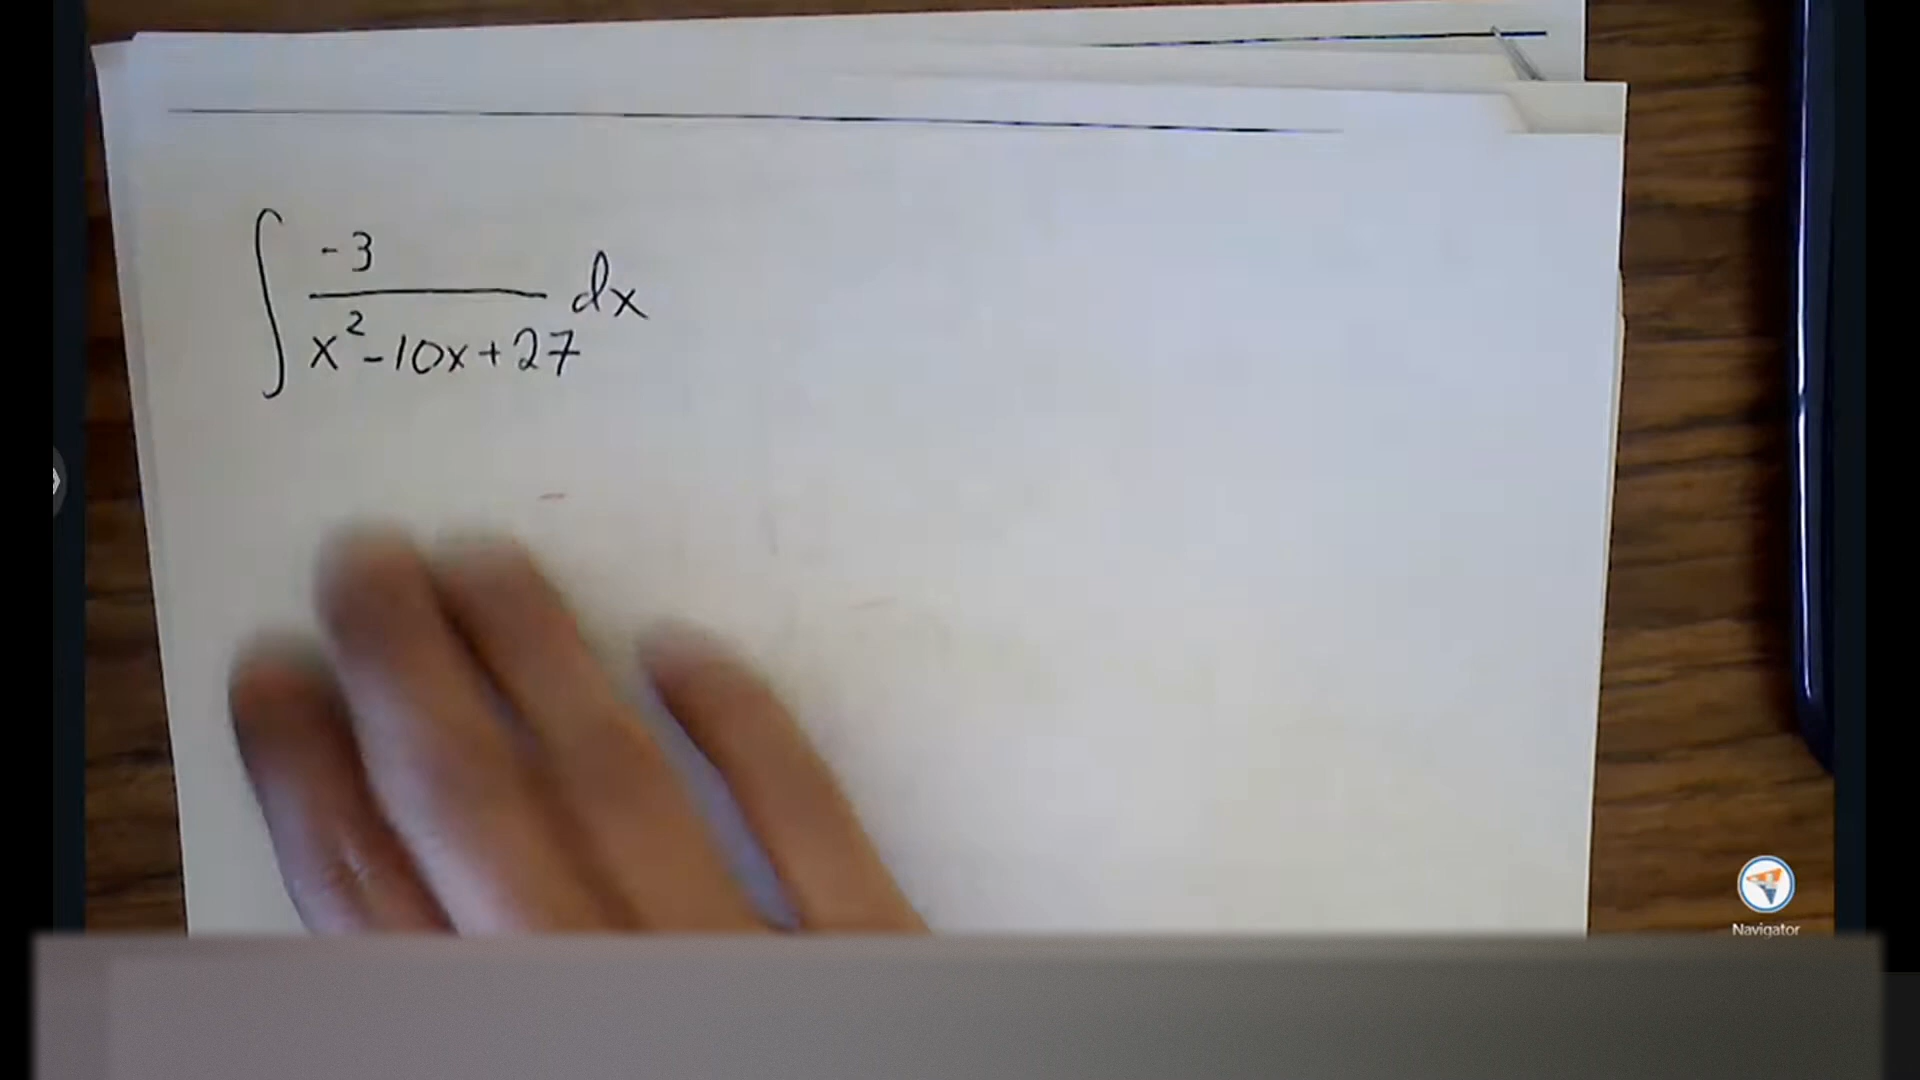 ∫ -3 / (x² - 10x + 27) dx
Navigator